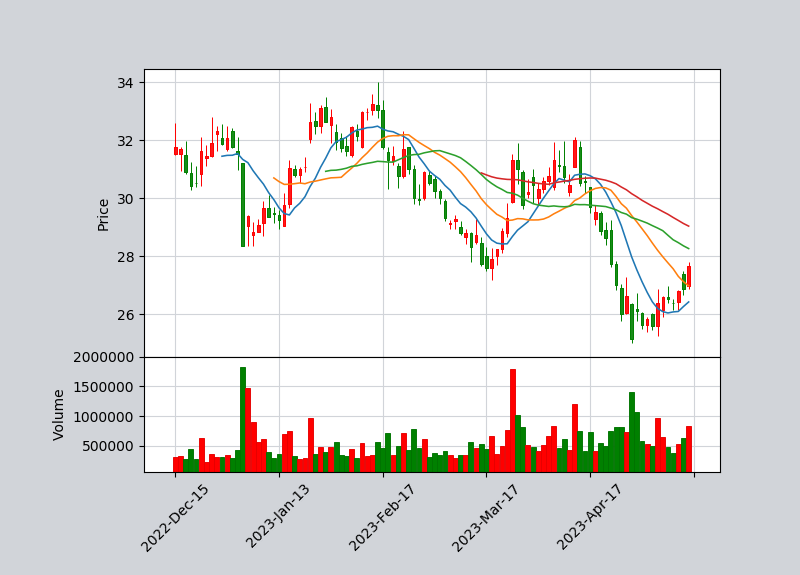 34
32
30
28
26
Price
2000000
1500000
1000000
500000
Volume
2022-Dec-15
2023-Jan-13
2023-Feb-17
2023-Mar-17
2023-Apr-17